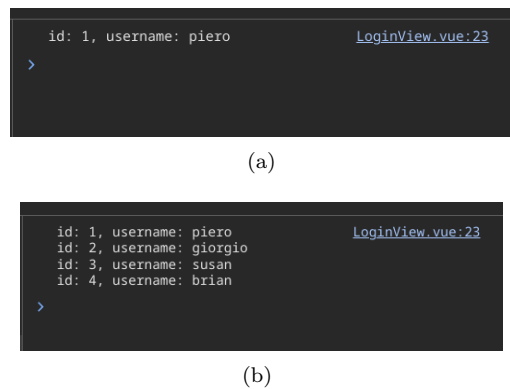 id: 1, username: piero LoginView.vue:23
>
(a)
id: 1, username: piero LoginView.vue:23
id: 2, username: giorgio
id: 3, username: susan
id: 4, username: brian
>
(b)